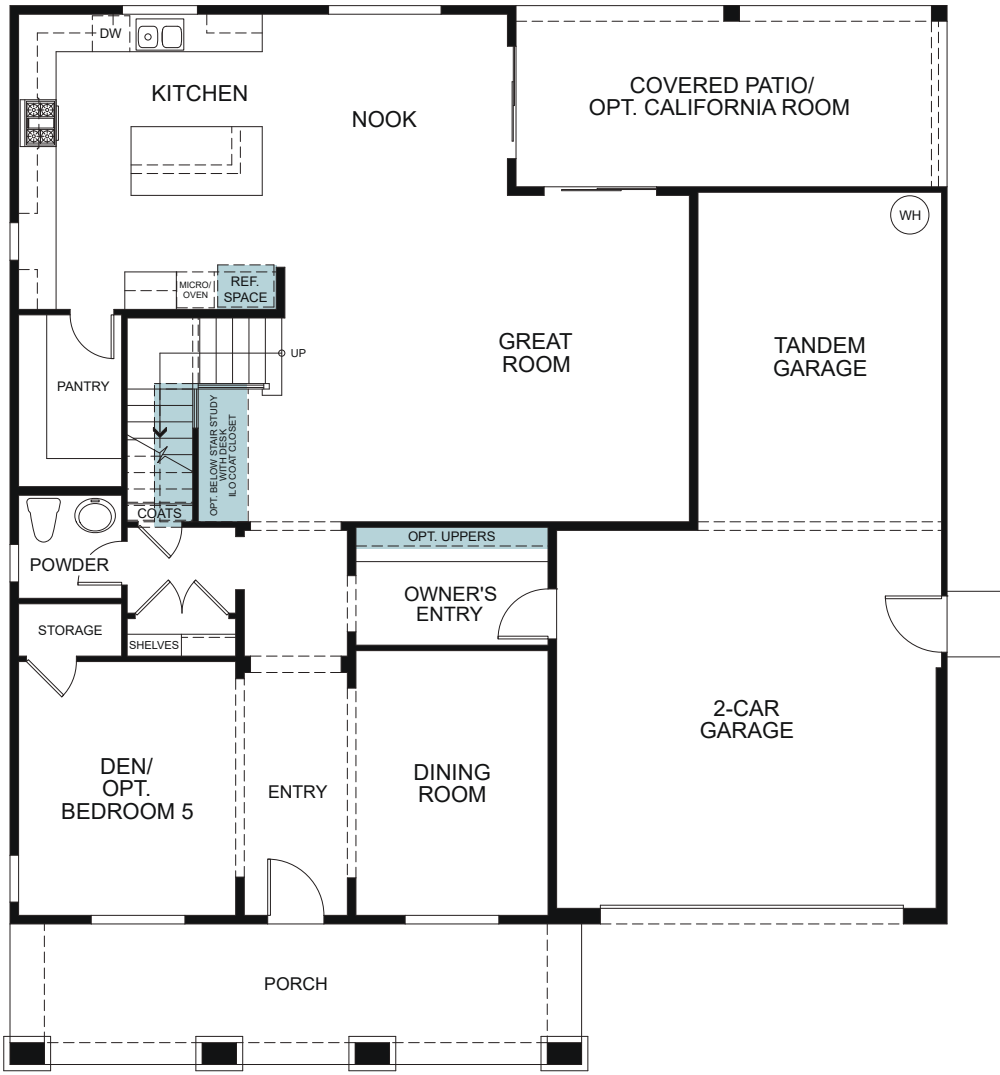 DW
KITCHEN
NOOK
COVERED PATIO/
OPT. CALIFORNIA ROOM
WH
MICRO/
OVEN
REF.
SPACE
UP
GREAT
ROOM
TANDEM
GARAGE
PANTRY
OPT. BELOW STAIR STUDY
WITH DESK
ILO COAT CLOSET
COATS
POWDER
OPT. UPPERS
OWNER'S
ENTRY
STORAGE
SHELVES
2-CAR
GARAGE
DEN/
OPT.
BEDROOM 5
ENTRY
DINING
ROOM
PORCH